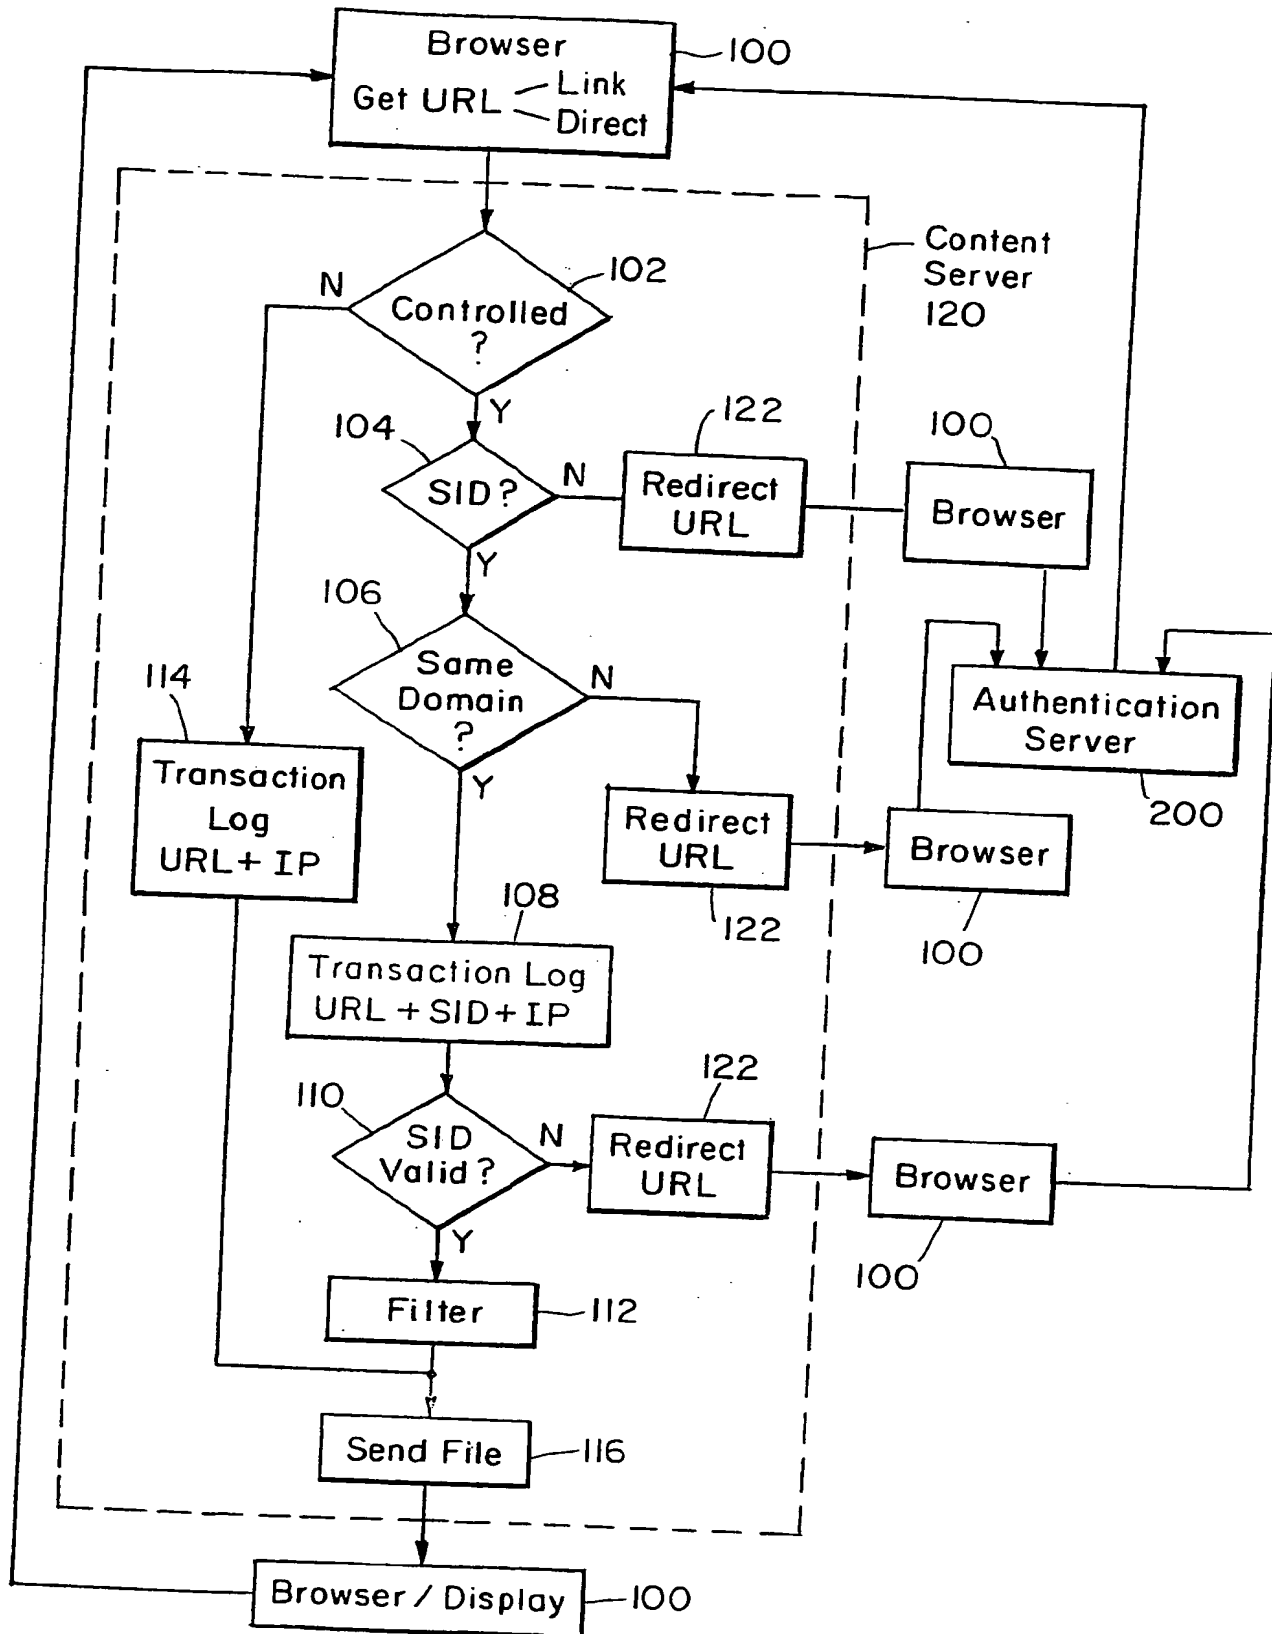 Browser
Get URL
Link
Direct
100
Content
Server
120
102
N
Controlled
?
Y
104
SID?
N
122
Redirect
URL
100
Browser
Y
106
Same
Domain
?
N
Authentication
Server
200
114
Transaction
Log
URL + IP
Y
Redirect
URL
122
Browser
100
108
Transaction Log
URL + SID + IP
110
SID
Valid?
N
122
Redirect
URL
Browser
100
Y
Filter
112
Send File
116
Browser / Display
100